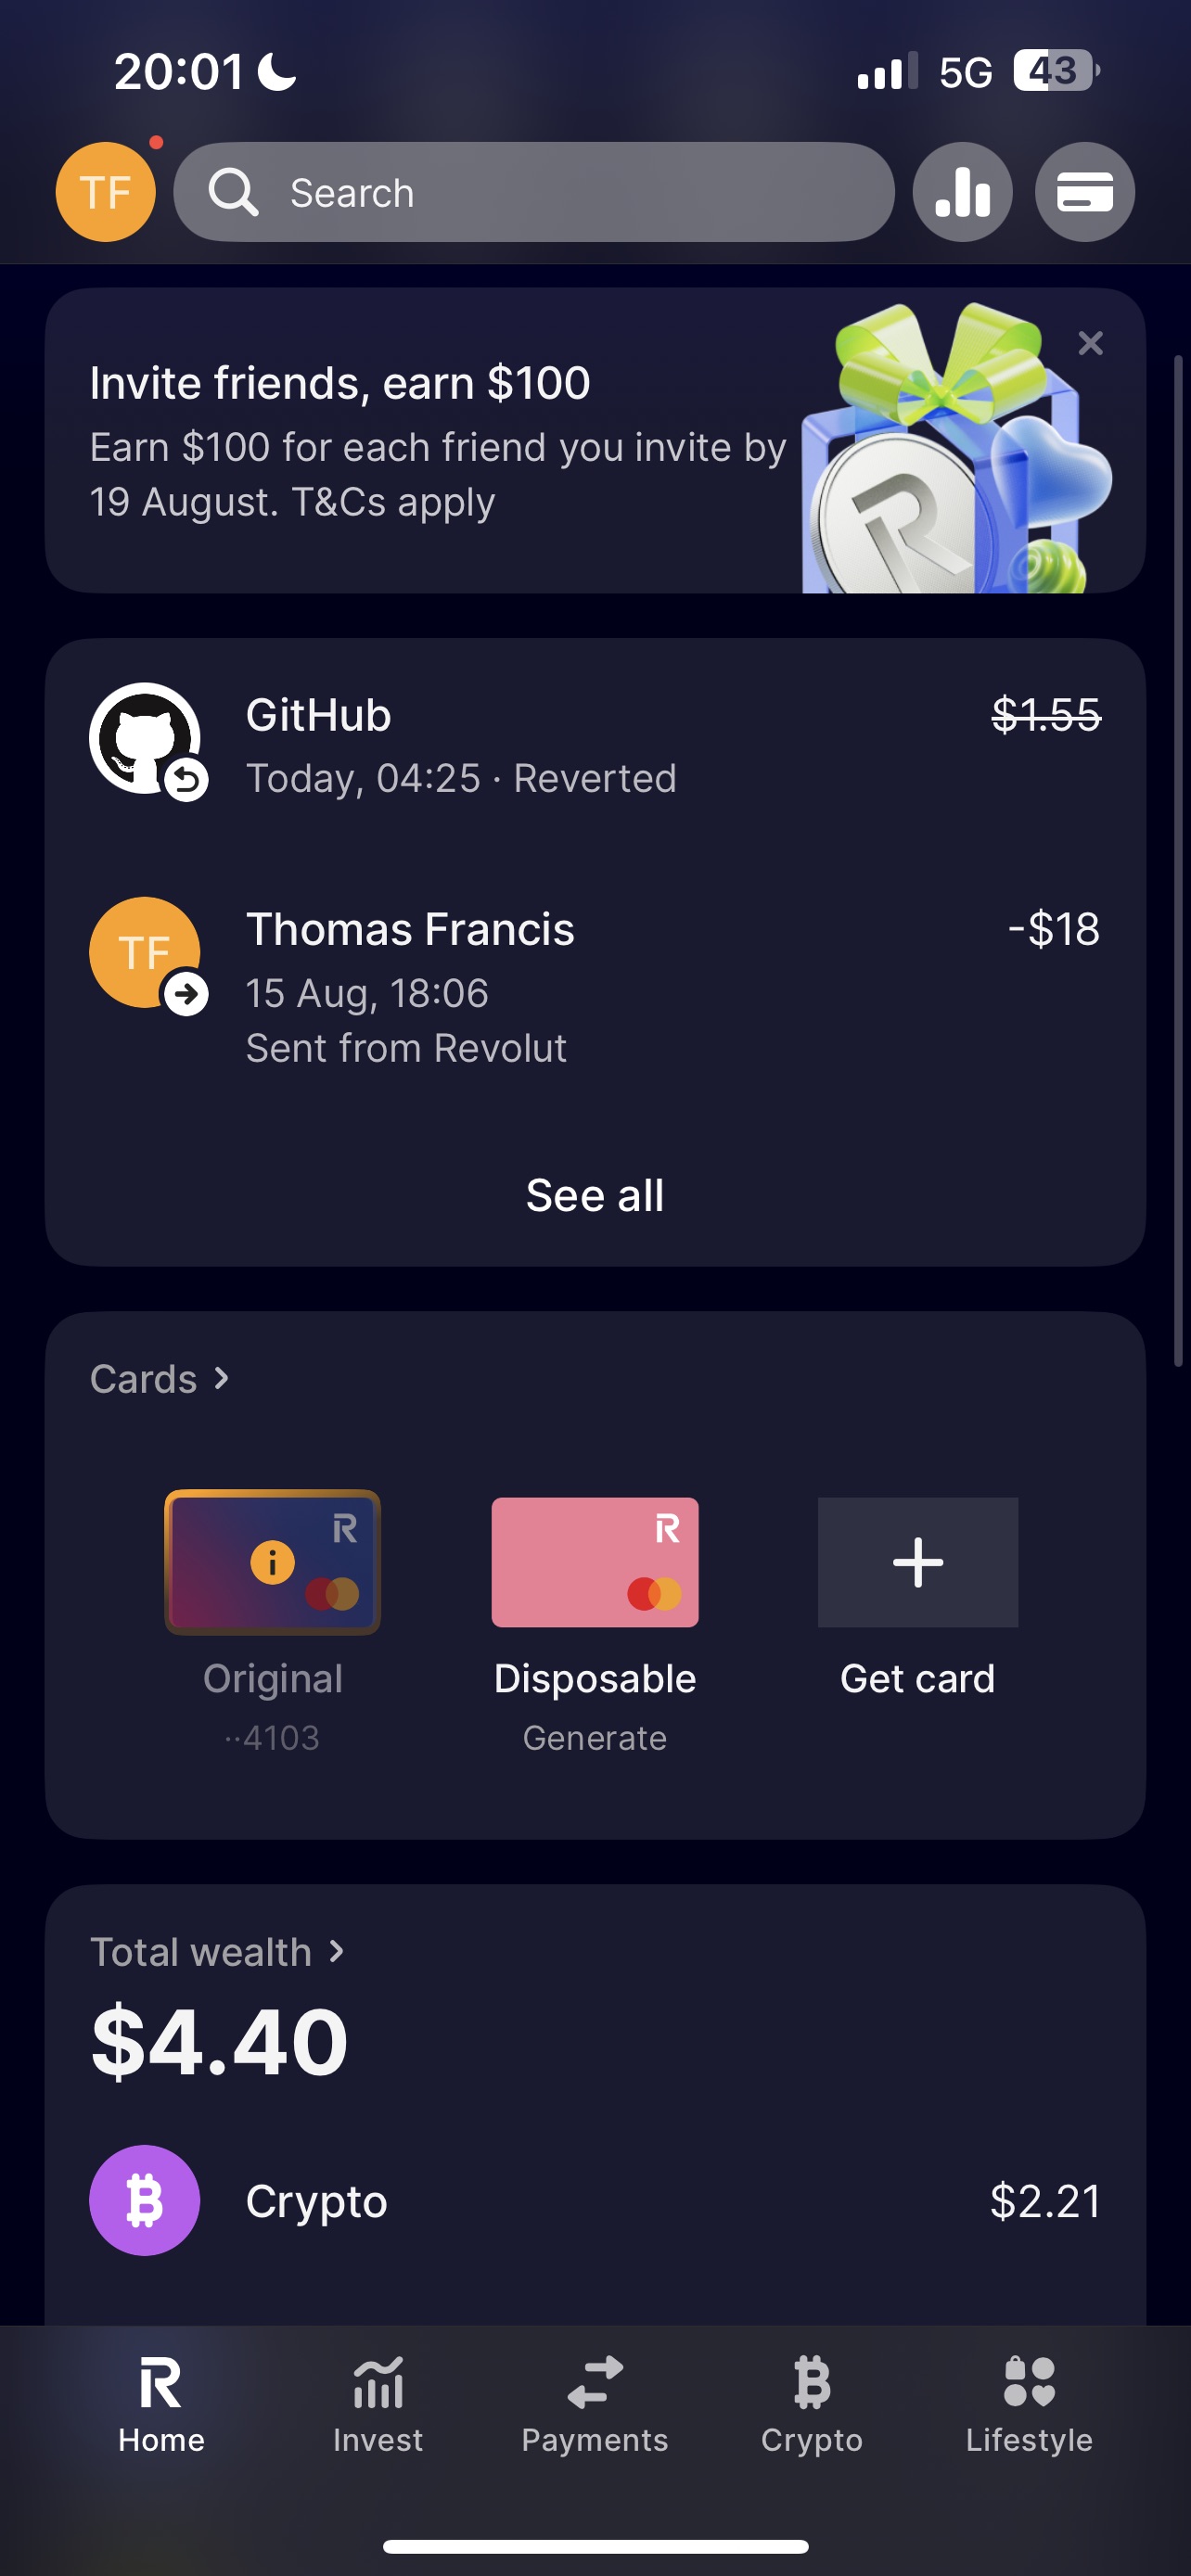 20:01
5G
43
TF
Search
Invite friends, earn $100
Earn $100 for each friend you invite by
19 August. T&Cs apply
GitHub
$1.55
Today, 04:25 · Reverted
TF
Thomas Francis
-$18
15 Aug, 18:06
Sent from Revolut
See all
Cards
Original
Disposable
Get card
··4103
Generate
Total wealth
$4.40
Crypto
$2.21
Home
Invest
Payments
Crypto
Lifestyle